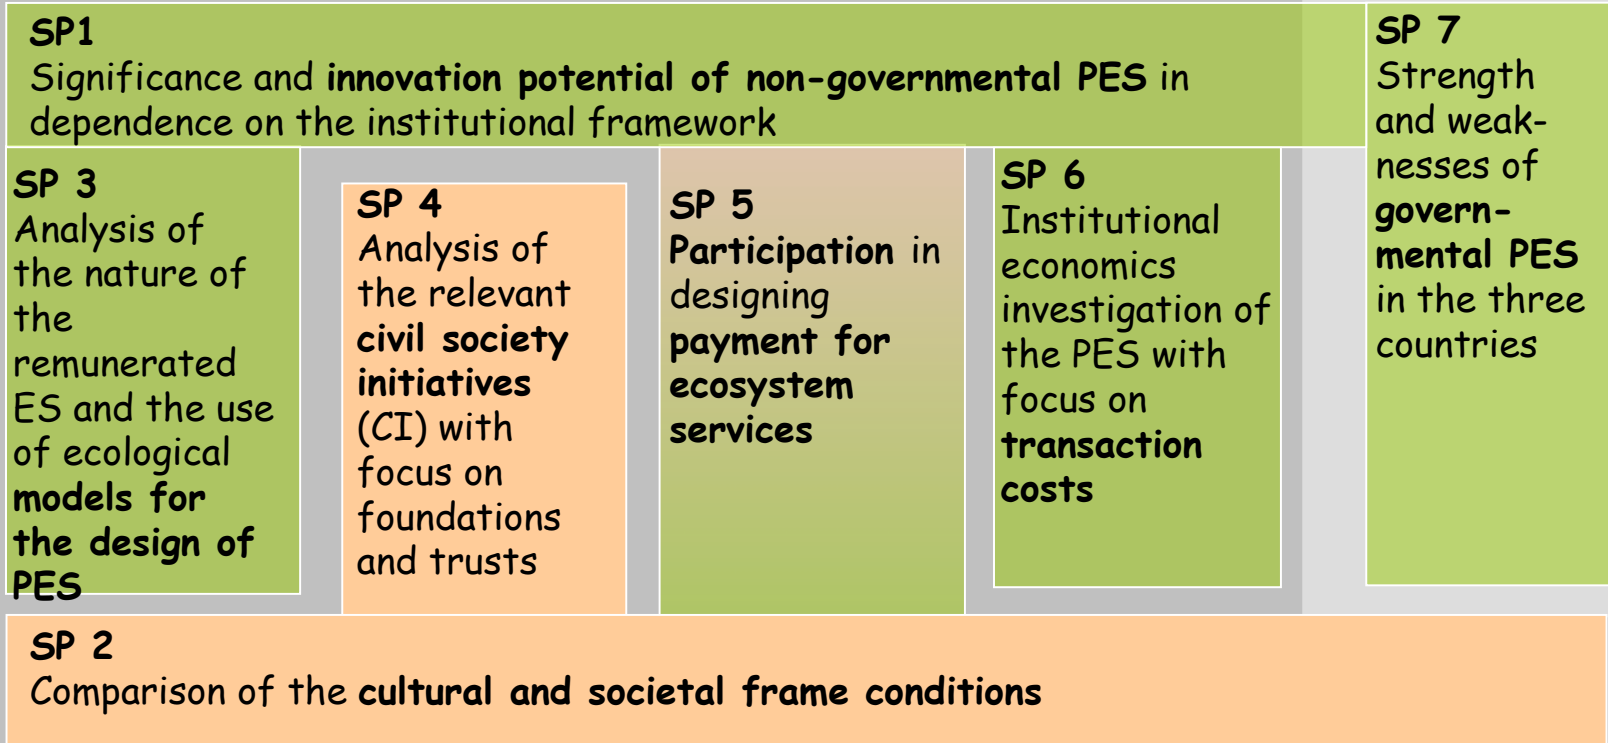 SP1
Significance and innovation potential of non-governmental PES in
dependence on the institutional framework
SP 3
Analysis of
the nature of
the
remunerated
ES and the use
of ecological
models for
the design of
PES
SP 4
Analysis of
the relevant
civil society
initiatives
(CI) with
focus on
foundations
and trusts
SP 5
Participation in
designing
payment for
ecosystem
services
SP 6
Institutional
economics
investigation of
the PES with
focus on
transaction
costs
SP 7
Strength
and weak-
nesses of
govern-
mental PES
in the three
countries
SP 2
Comparison of the cultural and societal frame conditions